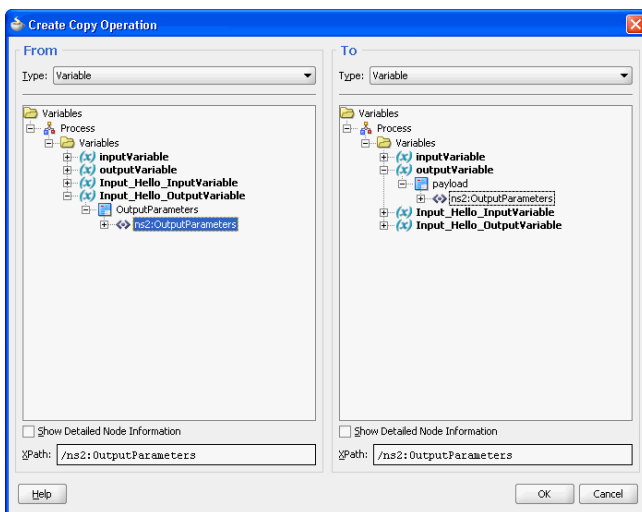 Create Copy Operation
From
Type: Variable
Variables
Process
Variables
inputVariable
outputVariable
Input_Hello_InputVariable
Input_Hello_OutputVariable
OutputParameters
ns2:OutputParameters
Show Detailed Node Information
XPath: /ns2:OutputParameters
To
Type: Variable
Variables
Process
Variables
inputVariable
outputVariable
payload
ns2:OutputParameters
Input_Hello_InputVariable
Input_Hello_OutputVariable
Show Detailed Node Information
XPath: /ns2:OutputParameters
Help
OK
Cancel